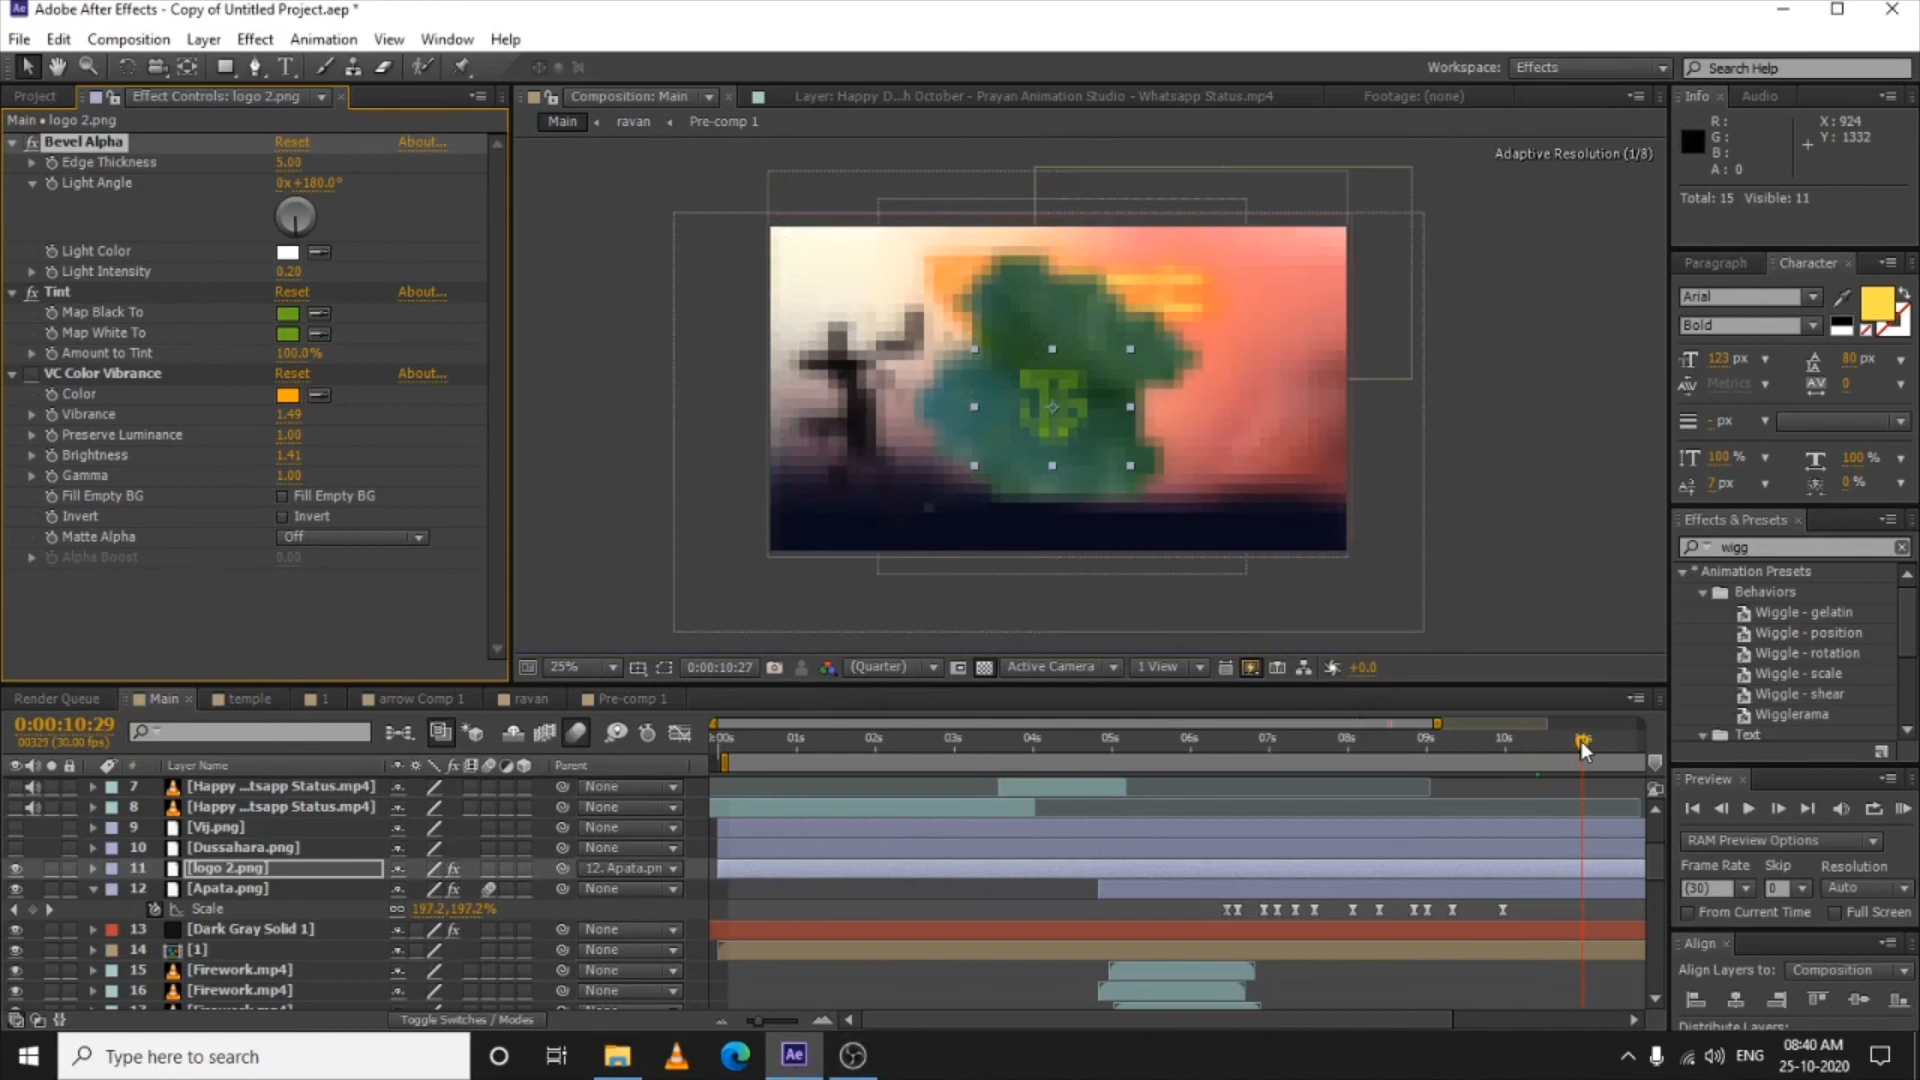 Adobe After Effects - Copy of Untitled Project.aep *
File Edit Composition Layer Effect Animation View Window Help
Workspace: Effects Search Help
Project Effect Controls: logo 2.png Composition: Main Layer: Happy D...h October - Prayan Animation Studio - Whatsapp Status.mp4 Footage: (none) Info Audio
Main • logo 2.png
Main ravan Pre-comp 1
fx Bevel Alpha Reset About...
Edge Thickness 5.00
Light Angle 0x +180.0°
Light Color
Light Intensity 0.20
fx Tint Reset About...
Map Black To
Map White To
Amount to Tint 100.0%
VC Color Vibrance Reset About...
Color
Vibrance 1.49
Preserve Luminance 1.00
Brightness 1.41
Gamma 1.00
Fill Empty BG Fill Empty BG
Invert Invert
Matte Alpha Off
Alpha Boost 0.00
Adaptive Resolution (1/8)
25% 0:00:10:27 (Quarter) Active Camera 1 View +0.0
R: X: 924
G: Y: 1332
B:
A: 0
Total: 15 Visible: 11
Paragraph Character
Arial
Bold
123 px 80 px
Metrics 0
- px
100 % 100 %
7 px 0 %
Effects & Presets
wigg
* Animation Presets
Behaviors
Wiggle - gelatin
Wiggle - position
Wiggle - rotation
Wiggle - scale
Wiggle - shear
Wigglerama
Text
Preview
RAM Preview Options
Frame Rate Skip Resolution
(30) 0 Auto
From Current Time Full Screen
Align
Align Layers to: Composition
Distribute Layers:
Render Queue Main temple 1 arrow Comp 1 ravan Pre-comp 1
0:00:10:29
00329 (30.00 fps)
:00s 01s 02s 03s 04s 05s 06s 07s 08s 09s 10s
# Layer Name fx Parent
7 [Happy ...tsapp Status.mp4] None
8 [Happy ...tsapp Status.mp4] None
9 [Vij.png] None
10 [Dussahara.png] None
11 [logo 2.png] fx 12. Apata.pn
12 [Apata.png] fx None
Scale 197.2,197.2%
13 [Dark Gray Solid 1] fx None
14 [1] None
15 [Firework.mp4] None
16 [Firework.mp4] None
Toggle Switches / Modes
Type here to search
Ae
ENG
08:40 AM
25-10-2020